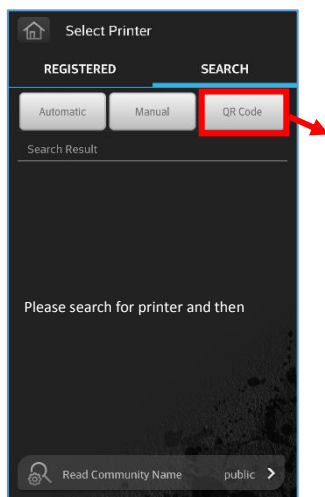 Select Printer
REGISTERED SEARCH
Automatic Manual QR Code
Search Result
Please search for printer and then
Read Community Name public